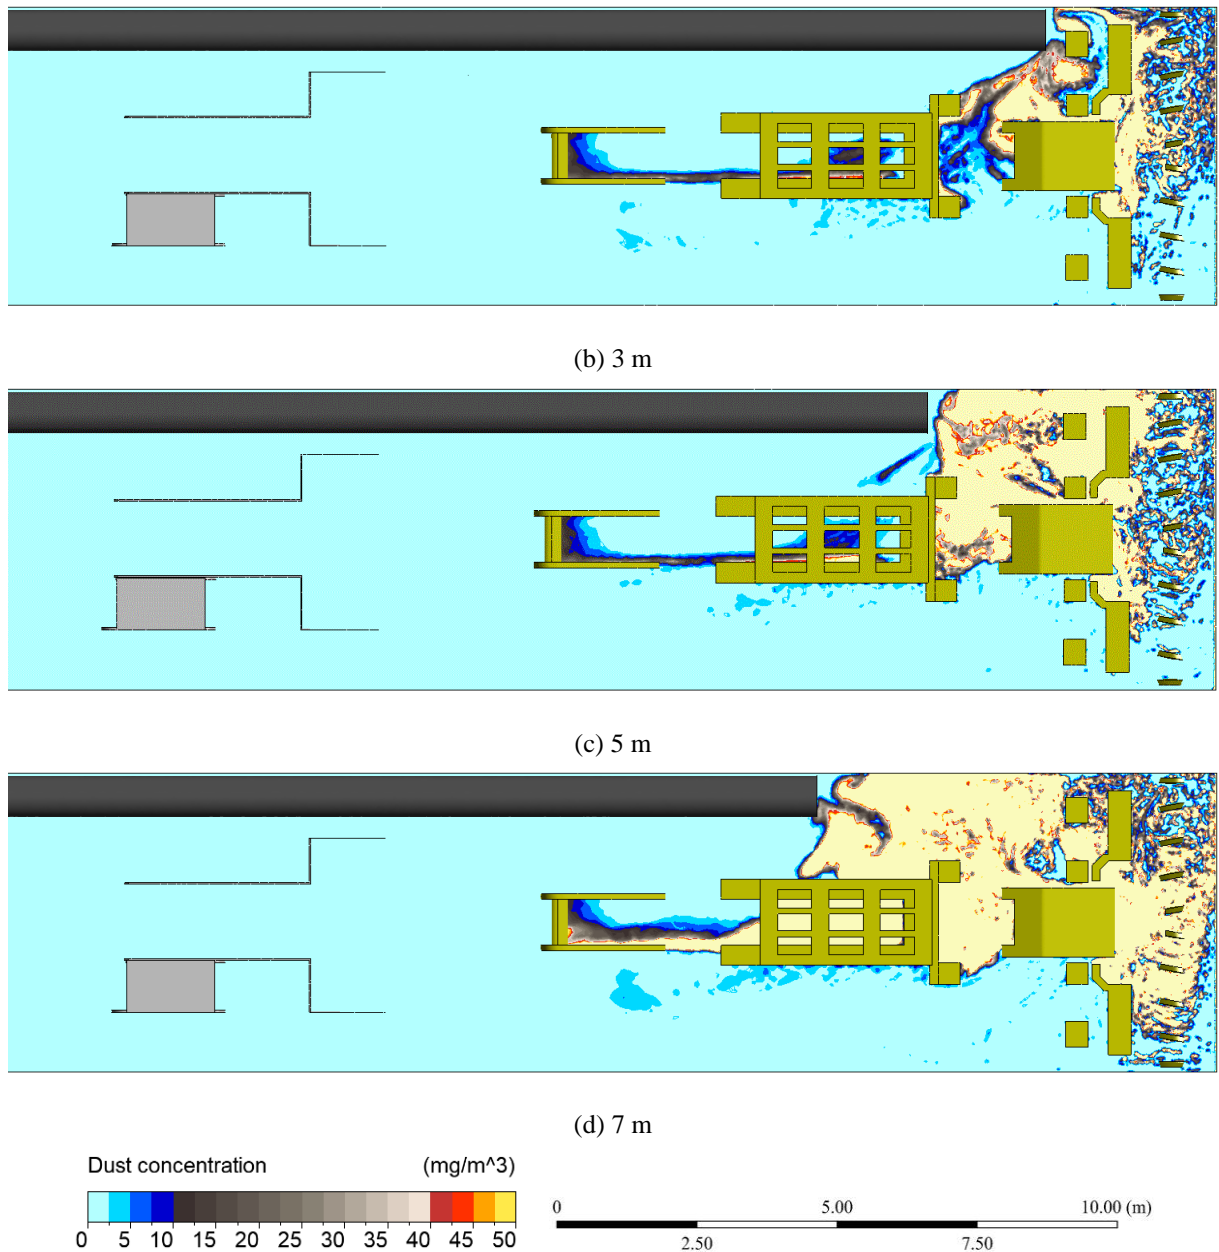 (b) 3 m
(c) 5 m
(d) 7 m
Dust concentration (mg/m^3)
0 5 10 15 20 25 30 35 40 45 50
0 5.00 10.00 (m)
2.50 7.50